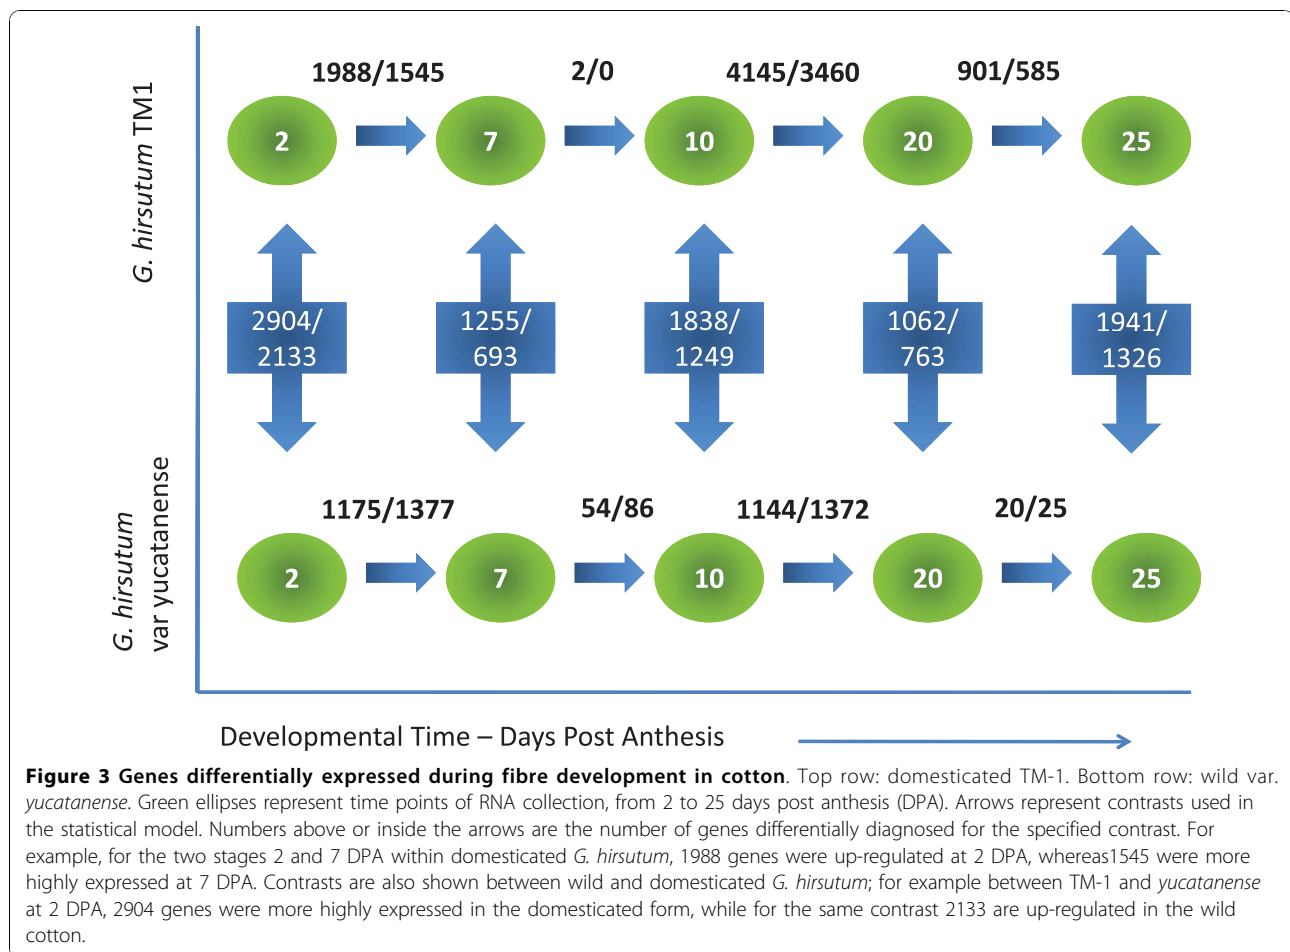 1988/1545 2/0 4145/3460 901/585
G. hirsutum TM1
2 7 10 20 25
2904/ 1255/ 1838/ 1062/ 1941/
2133 693 1249 763 1326
G. hirsutum
var yucatanense
1175/1377 54/86 1144/1372 20/25
2 7 10 20 25
Developmental Time – Days Post Anthesis
Figure 3 Genes differentially expressed during fibre development in cotton. Top row: domesticated TM-1. Bottom row: wild var.
yucatanense. Green ellipses represent time points of RNA collection, from 2 to 25 days post anthesis (DPA). Arrows represent contrasts used in
the statistical model. Numbers above or inside the arrows are the number of genes differentially diagnosed for the specified contrast. For
example, for the two stages 2 and 7 DPA within domesticated G. hirsutum, 1988 genes were up-regulated at 2 DPA, whereas1545 were more
highly expressed at 7 DPA. Contrasts are also shown between wild and domesticated G. hirsutum; for example between TM-1 and yucatanense
at 2 DPA, 2904 genes were more highly expressed in the domesticated form, while for the same contrast 2133 are up-regulated in the wild
cotton.